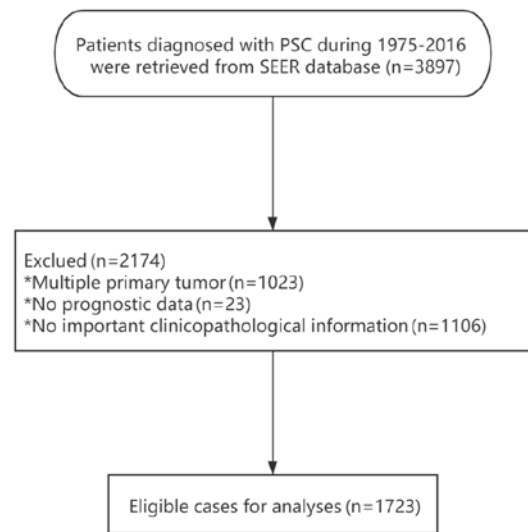 Patients diagnosed with PSC during 1975-2016
were retrieved from SEER database (n=3897)
Exclued (n=2174)
*Multiple primary tumor (n=1023)
*No prognostic data (n=23)
*No important clinicopathological information (n=1106)
Eligible cases for analyses (n=1723)